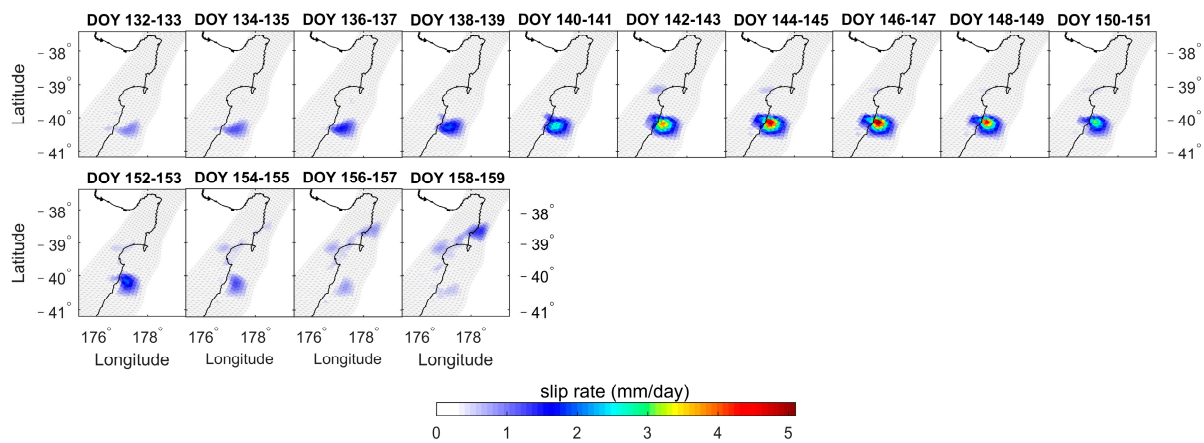 DOY 132-133 DOY 134-135 DOY 136-137 DOY 138-139 DOY 140-141 DOY 142-143 DOY 144-145 DOY 146-147 DOY 148-149 DOY 150-151
Latitude
- 38° - 38°
- 39° - 39°
- 40° - 40°
- 41° - 41°
DOY 152-153 DOY 154-155 DOY 156-157 DOY 158-159
Latitude
- 38° - 38°
- 39° - 39°
- 40° - 40°
- 41° - 41°
176° 178° 176° 178° 176° 178° 176° 178°
Longitude Longitude Longitude Longitude
slip rate (mm/day)
0 1 2 3 4 5